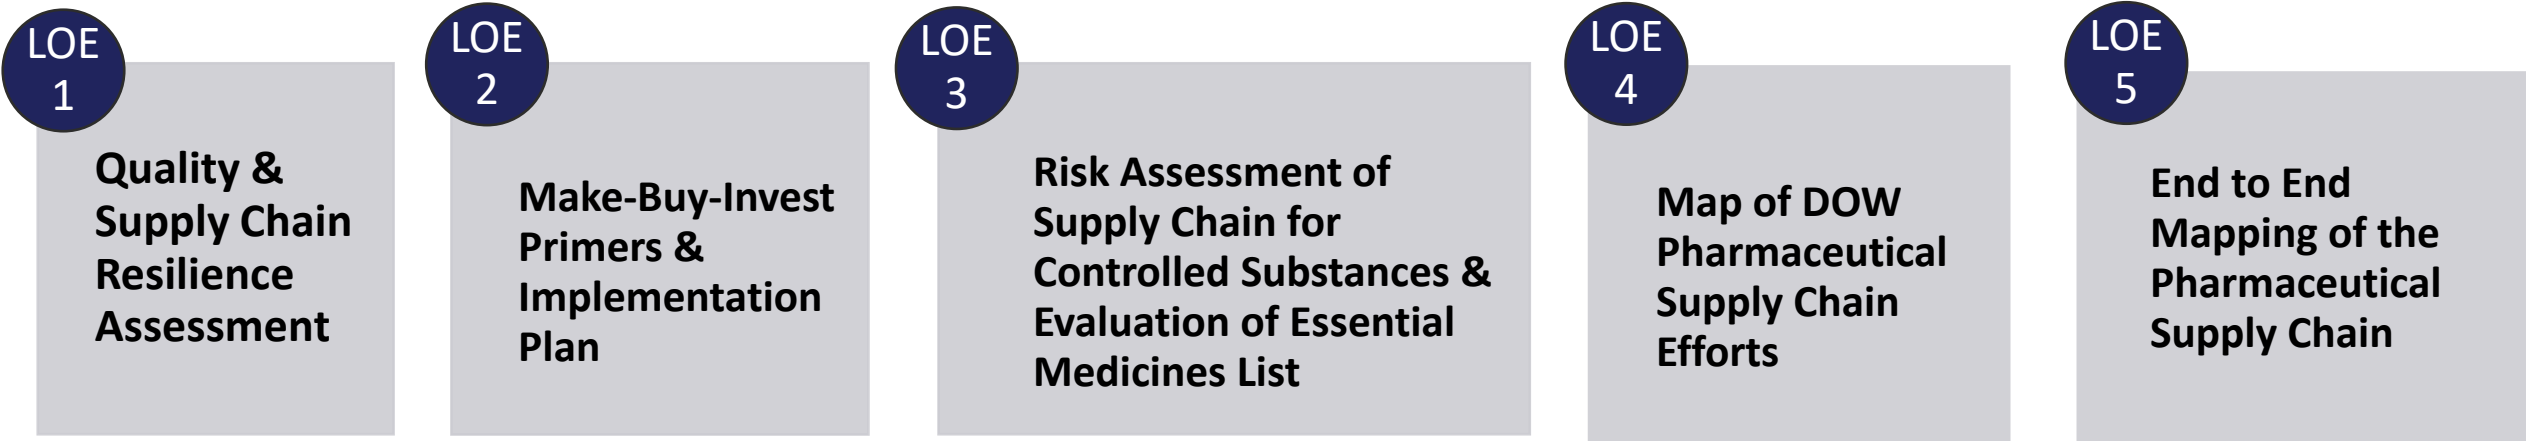 LOE
1
Quality &
Supply Chain
Resilience
Assessment
LOE
2
Make-Buy-Invest
Primers &
Implementation
Plan
LOE
3
Risk Assessment of
Supply Chain for
Controlled Substances &
Evaluation of Essential
Medicines List
LOE
4
Map of DOW
Pharmaceutical
Supply Chain
Efforts
LOE
5
End to End
Mapping of the
Pharmaceutical
Supply Chain